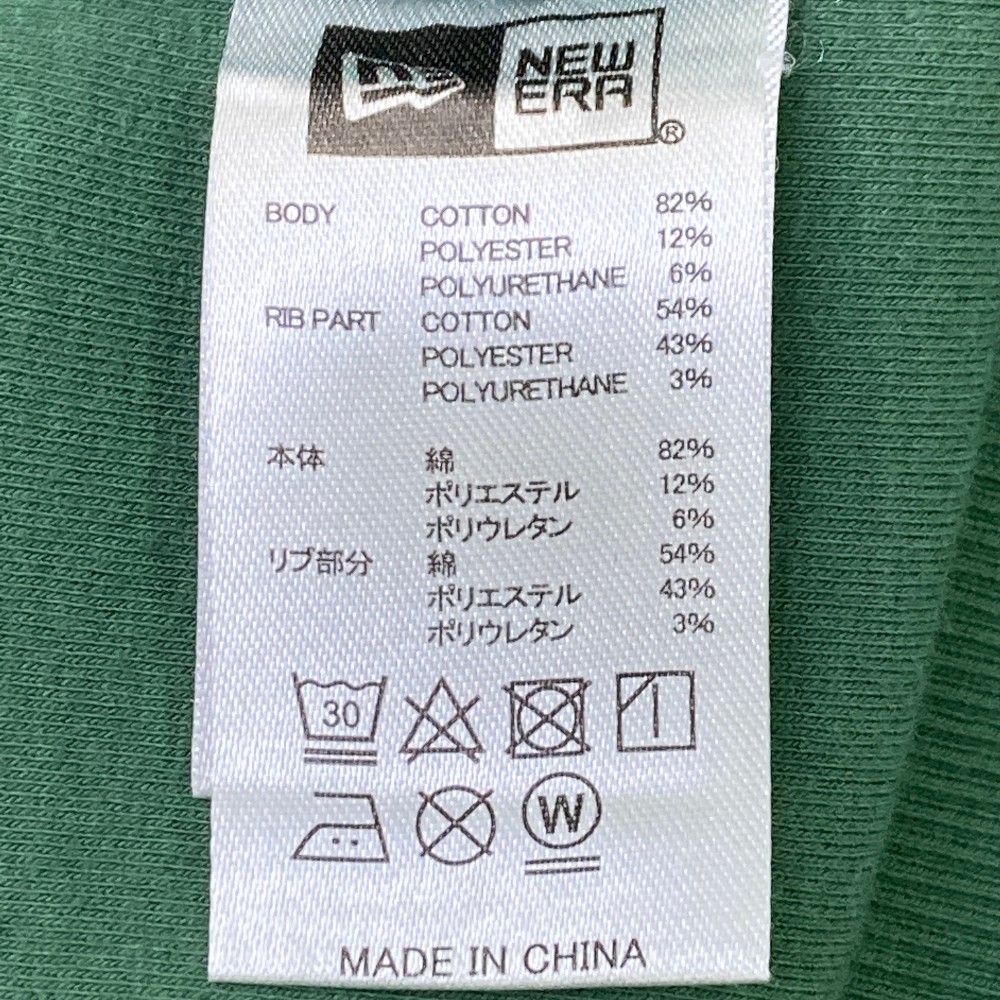 NEW
ERA
®
BODY COTTON 82%
POLYESTER 12%
POLYURETHANE 6%
RIB PART COTTON 54%
POLYESTER 43%
POLYURETHANE 3%
本体 綿 82%
ポリエステル 12%
ポリウレタン 6%
リブ部分 綿 54%
ポリエステル 43%
ポリウレタン 3%
30
W
MADE IN CHINA